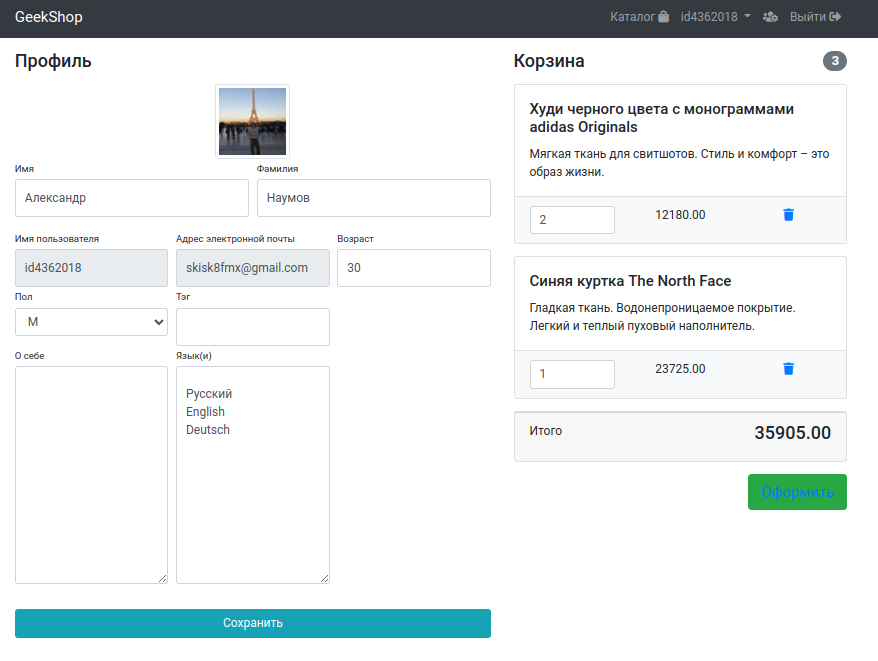 GeekShop
Каталог
id4362018
Выйти
Профиль
Имя
Фамилия
Александр
Наумов
Имя пользователя
Адрес электронной почты
Возраст
id4362018
skisk8fmx@gmail.com
30
Пол
Тэг
М
О себе
Язык(и)
Русский
English
Deutsch
Сохранить
Корзина
3
Худи черного цвета с монограммами
adidas Originals
Мягкая ткань для свитшотов. Стиль и комфорт – это
образ жизни.
2
12180.00
Синяя куртка The North Face
Гладкая ткань. Водонепроницаемое покрытие.
Легкий и теплый пуховый наполнитель.
1
23725.00
Итого
35905.00
Оформить